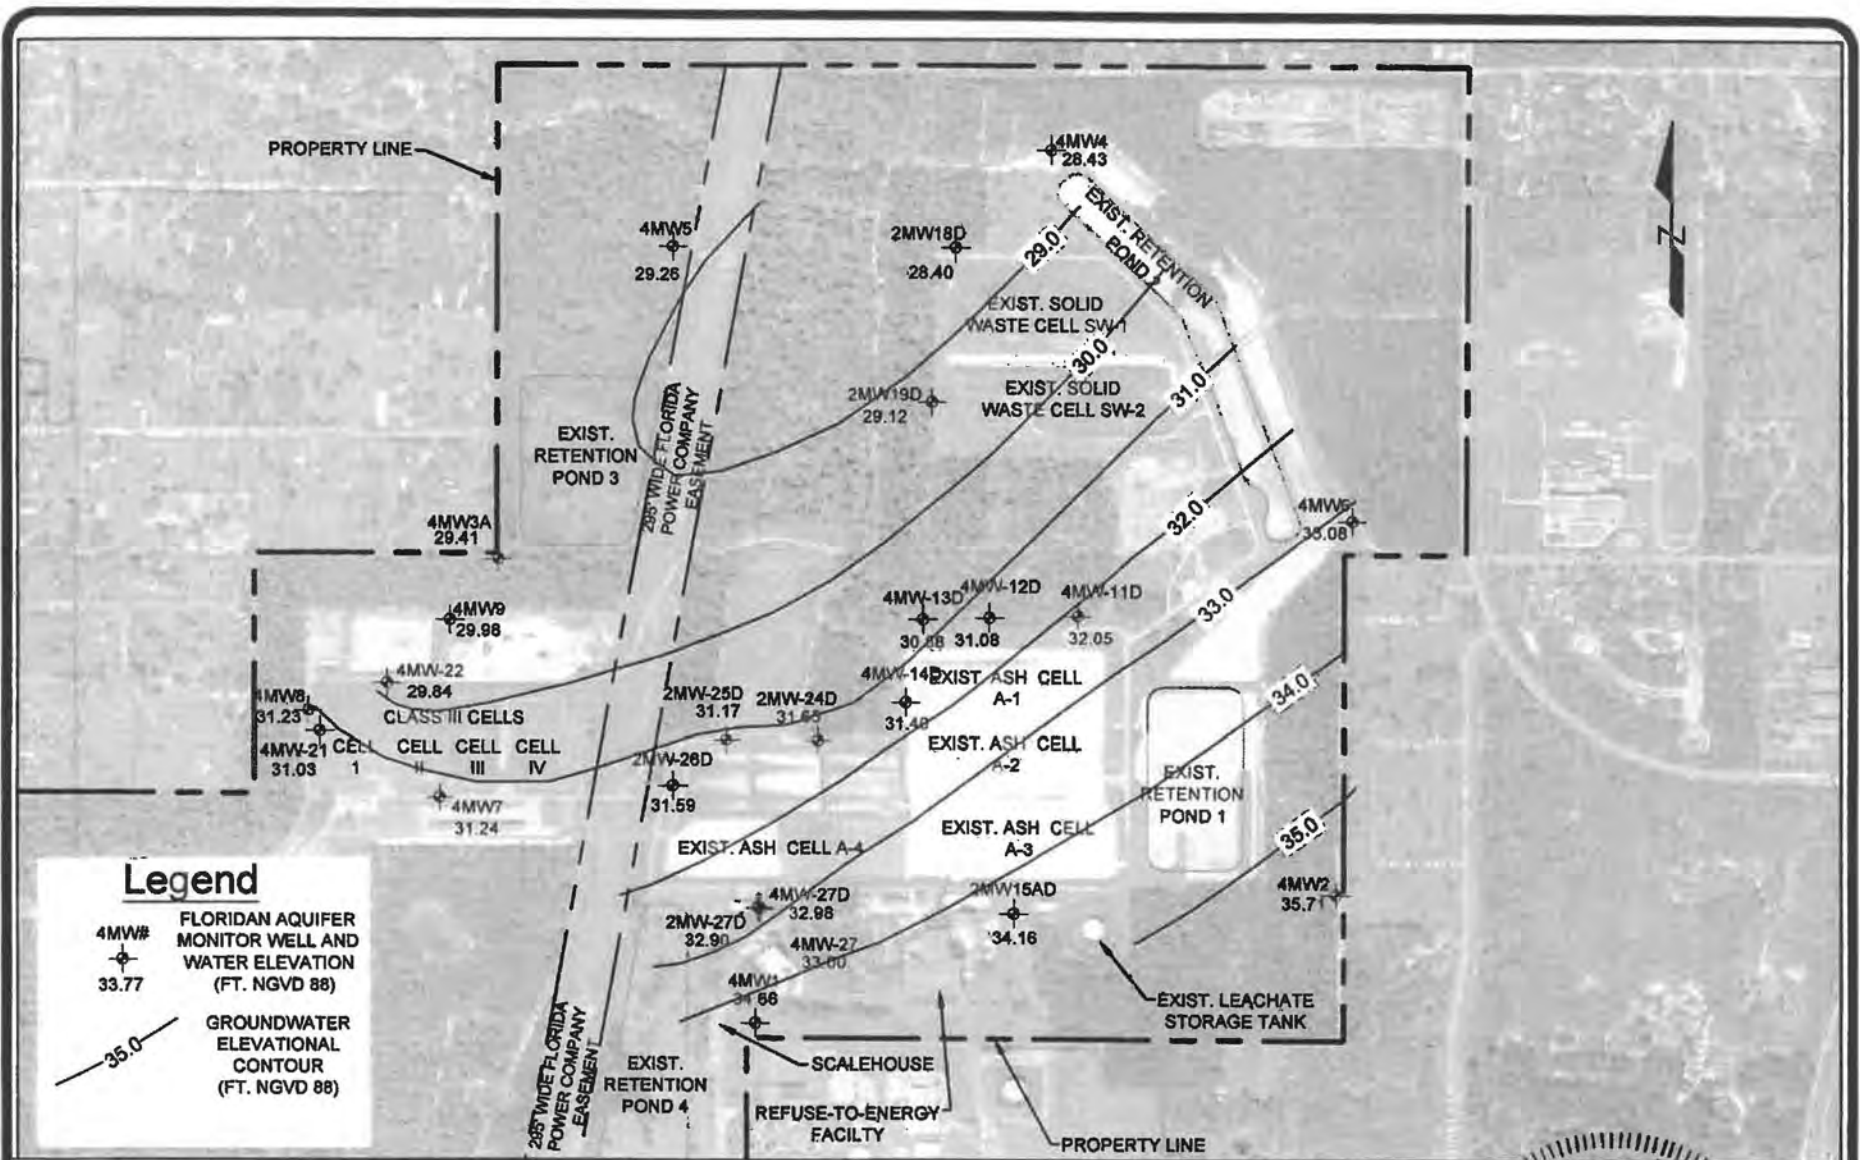 PROPERTY LINE
4MW4
28.43
EXIST. RETENTION
POND 2
4MW5
29.26
2MW18D
28.40
29.0
EXIST. SOLID
WASTE CELL SW-1
30.0
EXIST. SOLID
WASTE CELL SW-2
31.0
2MW19D
29.12
EXIST.
RETENTION
POND 3
295' WIDE FLORIDA
POWER COMPANY
EASEMENT
32.0
33.08
4MW3A
29.41
33.0
4MW9
29.98
4MW-13D
4MW-12D
31.08
4MW-11D
32.05
4MW-22
29.84
4MW8
31.23
CLASS III CELLS
4MW-21
31.03
CELL
1
CELL
II
CELL
III
CELL
IV
2MW-25D
31.17
2MW-24D
4MW-14D
EXIST. ASH CELL
A-1
34.0
EXIST. ASH CELL
A-2
2MW-26D
31.59
4MW7
31.24
EXIST.
RETENTION
POND 1
EXIST. ASH CELL A-4
EXIST. ASH CELL
A-3
35.0
4MW-27D
32.98
2MW-27D
32.90
2MW15AD
34.16
4MW2
35.71
4MW-27
33.00
4MW1
34.66
EXIST. LEACHATE
STORAGE TANK
SCALEHOUSE
EXIST.
RETENTION
POND 4
295' WIDE FLORIDA
POWER COMPANY
EASEMENT
REFUSE-TO-ENERGY
FACILTY
PROPERTY LINE
N
Legend
4MW#
33.77
FLORIDAN AQUIFER
MONITOR WELL AND
WATER ELEVATION
(FT. NGVD 88)
35.0
GROUNDWATER
ELEVATIONAL
CONTOUR
(FT. NGVD 88)